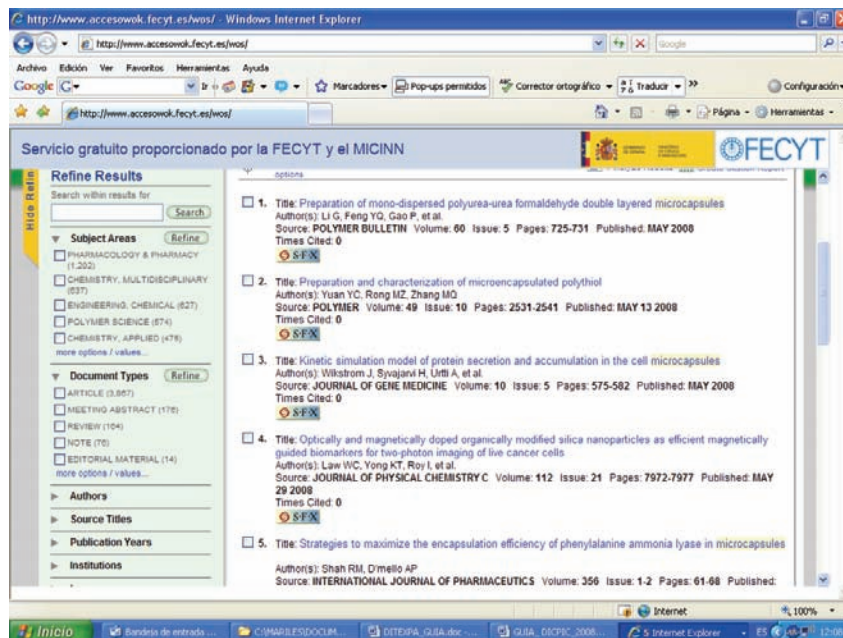 http://www.accesowok.fecyt.es/wos/ - Windows Internet Explorer
http://www.accesowok.fecyt.es/wos/
Google
Archivo Edición Ver Favoritos Herramientas Ayuda
Google Ir Marcadores Pop-ups permitidos Corrector ortográfico Traducir Configuración
http://www.accesowok.fecyt.es/wos/ Página Herramientas
Servicio gratuito proporcionado por la FECYT y el MICINN FECYT
Refine Results
Search within results for
Search
Subject Areas Refine
PHARMACOLOGY & PHARMACY (1,202)
CHEMISTRY, MULTIDISCIPLINARY (637)
ENGINEERING, CHEMICAL (627)
POLYMER SCIENCE (574)
CHEMISTRY, APPLIED (475)
more options / values...
Document Types Refine
ARTICLE (3,867)
MEETING ABSTRACT (176)
REVIEW (104)
NOTE (76)
EDITORIAL MATERIAL (14)
more options / values...
Authors
Source Titles
Publication Years
Institutions
options
1. Title: Preparation of mono-dispersed polyurea-urea formaldehyde double layered microcapsules
Author(s): Li G, Feng YQ, Gao P, et al.
Source: POLYMER BULLETIN Volume: 60 Issue: 5 Pages: 725-731 Published: MAY 2008
Times Cited: 0
S·F·X
2. Title: Preparation and characterization of microencapsulated polythiol
Author(s): Yuan YC, Rong MZ, Zhang MQ
Source: POLYMER Volume: 49 Issue: 10 Pages: 2531-2541 Published: MAY 13 2008
Times Cited: 0
S·F·X
3. Title: Kinetic simulation model of protein secretion and accumulation in the cell microcapsules
Author(s): Wikstrom J, Syvajarvi H, Urtti A, et al.
Source: JOURNAL OF GENE MEDICINE Volume: 10 Issue: 5 Pages: 575-582 Published: MAY 2008
Times Cited: 0
S·F·X
4. Title: Optically and magnetically doped organically modified silica nanoparticles as efficient magnetically
guided biomarkers for two-photon imaging of live cancer cells
Author(s): Law WC, Yong KT, Roy I, et al.
Source: JOURNAL OF PHYSICAL CHEMISTRY C Volume: 112 Issue: 21 Pages: 7972-7977 Published: MAY
29 2008
Times Cited: 0
S·F·X
5. Title: Strategies to maximize the encapsulation efficiency of phenylalanine ammonia lyase in microcapsules
Author(s): Shah RM, D'mello AP
Source: INTERNATIONAL JOURNAL OF PHARMACEUTICS Volume: 356 Issue: 1-2 Pages: 61-68 Published:
Internet 100%
Inicio Bandeja de entrada ... C:\MARILES\DOCUM... DITEXPA_GUIA.doc -... GUIA_DICPIC_2008... 5 Internet Explorer ES 12:08